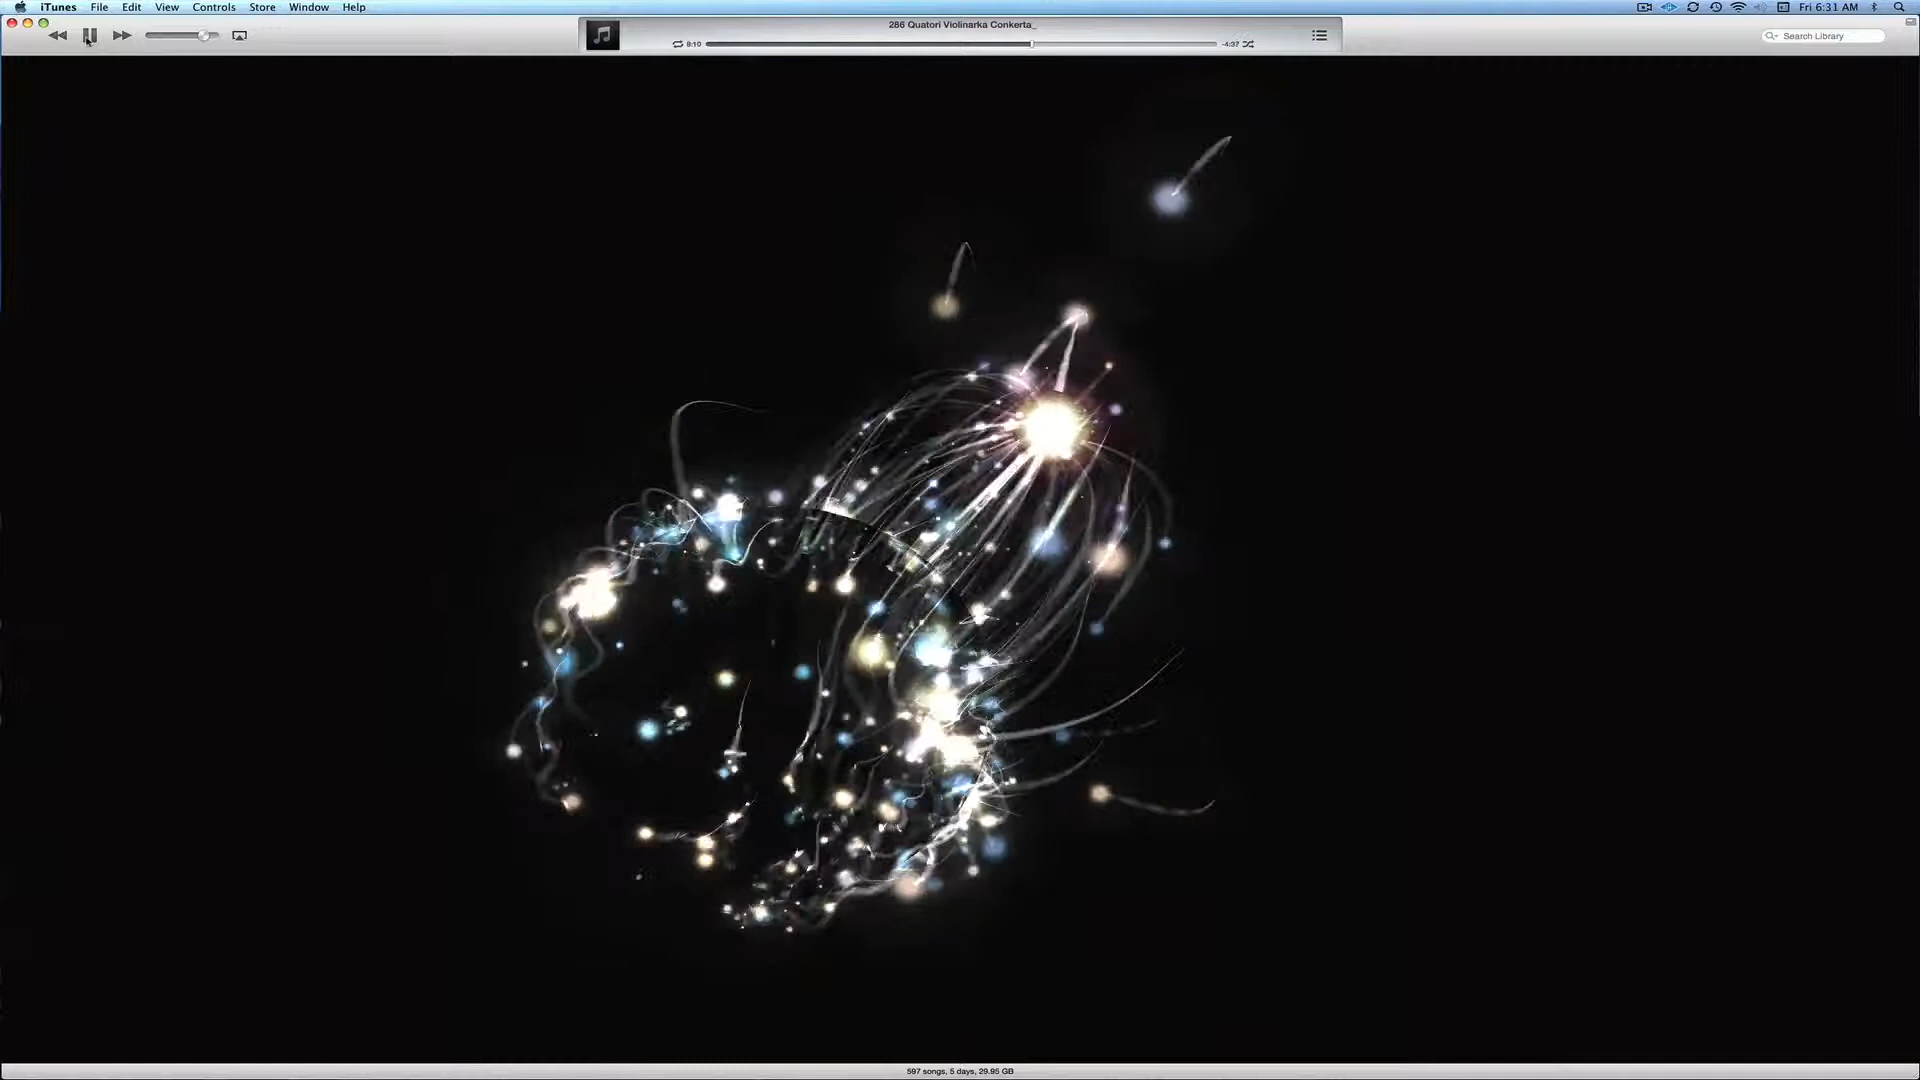 iTunes File Edit View Controls Store Window Help Fri 6:31 AM
286 Quatori Violinarka Conkerta_
8:10 -4:37
Search Library
597 songs, 5 days, 29.95 GB